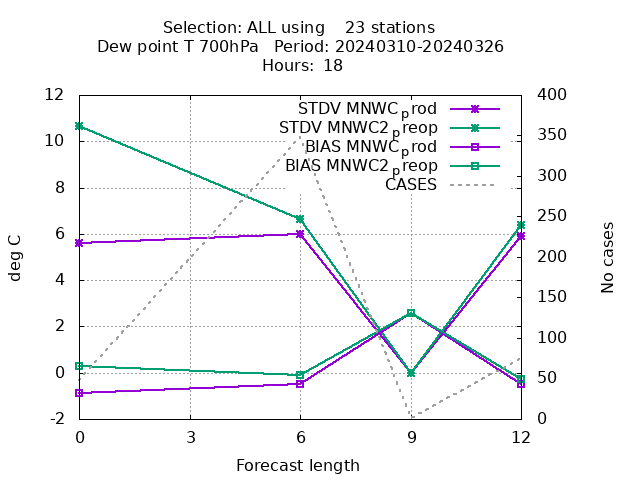 Selection: ALL using    23 stations
Dew point T 700hPa   Period: 20240310-20240326
Hours: 18
12 400
STDV MNWC_prod
STDV MNWC2_preop
BIAS MNWC_prod
BIAS MNWC2_preop
CASES
10 350
8 300
250
6
200
4
150
2
100
0 50
-2 0
deg C
No cases
0 3 6 9 12
Forecast length